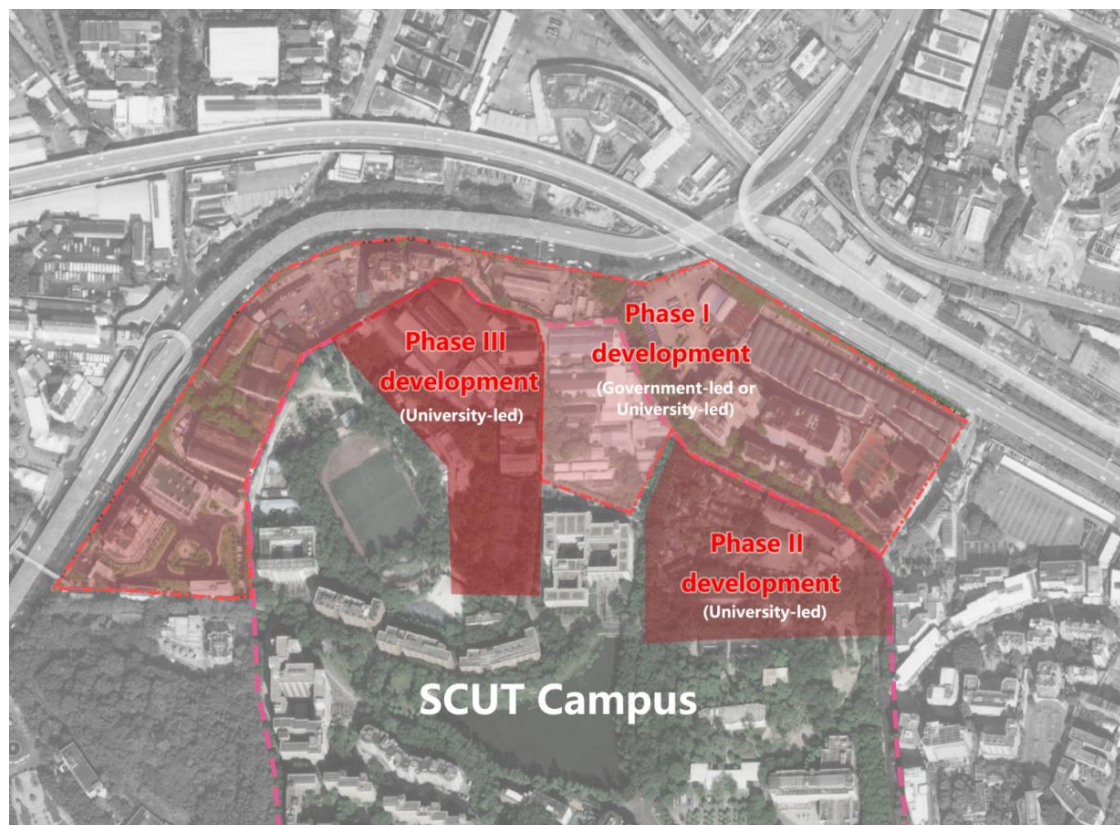 Phase I
development
(Government-led or
University-led)
Phase III
development
(University-led)
Phase II
development
(University-led)
SCUT Campus